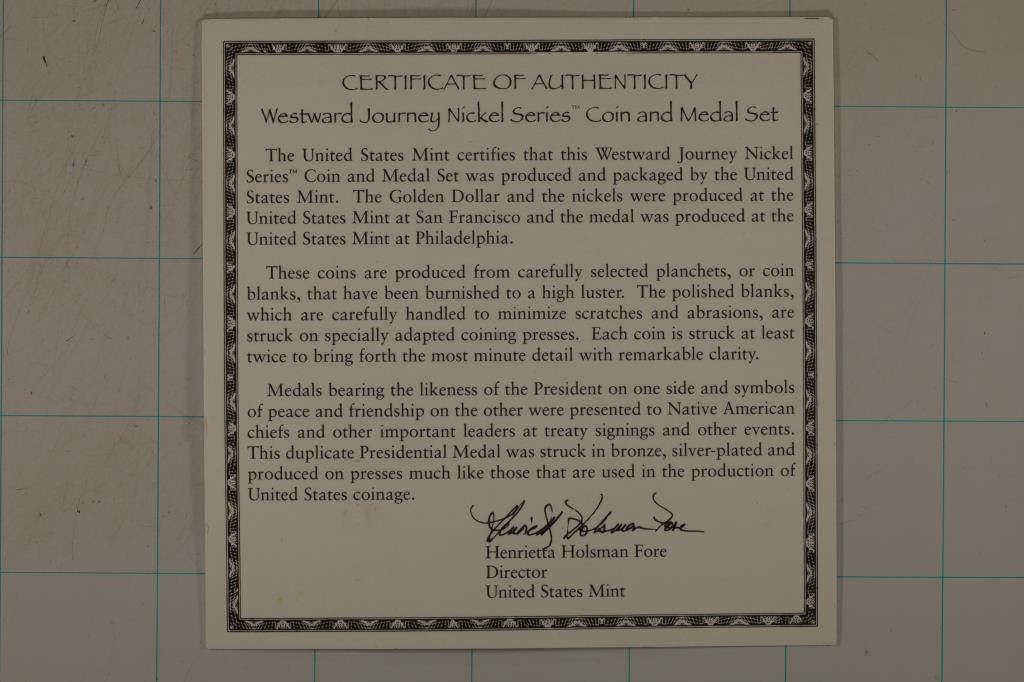 CERTIFICATE OF AUTHENTICITY
Westward Journey Nickel Series™ Coin and Medal Set
The United States Mint certifies that this Westward Journey Nickel
Series™ Coin and Medal Set was produced and packaged by the United
States Mint. The Golden Dollar and the nickels were produced at the
United States Mint at San Francisco and the medal was produced at the
United States Mint at Philadelphia.
These coins are produced from carefully selected planchets, or coin
blanks, that have been burnished to a high luster. The polished blanks,
which are carefully handled to minimize scratches and abrasions, are
struck on specially adapted coining presses. Each coin is struck at least
twice to bring forth the most minute detail with remarkable clarity.
Medals bearing the likeness of the President on one side and symbols
of peace and friendship on the other were presented to Native American
chiefs and other important leaders at treaty signings and other events.
This duplicate Presidential Medal was struck in bronze, silver-plated and
produced on presses much like those that are used in the production of
United States coinage.
Henrietta Holsman Fore
Henrietta Holsman Fore
Director
United States Mint